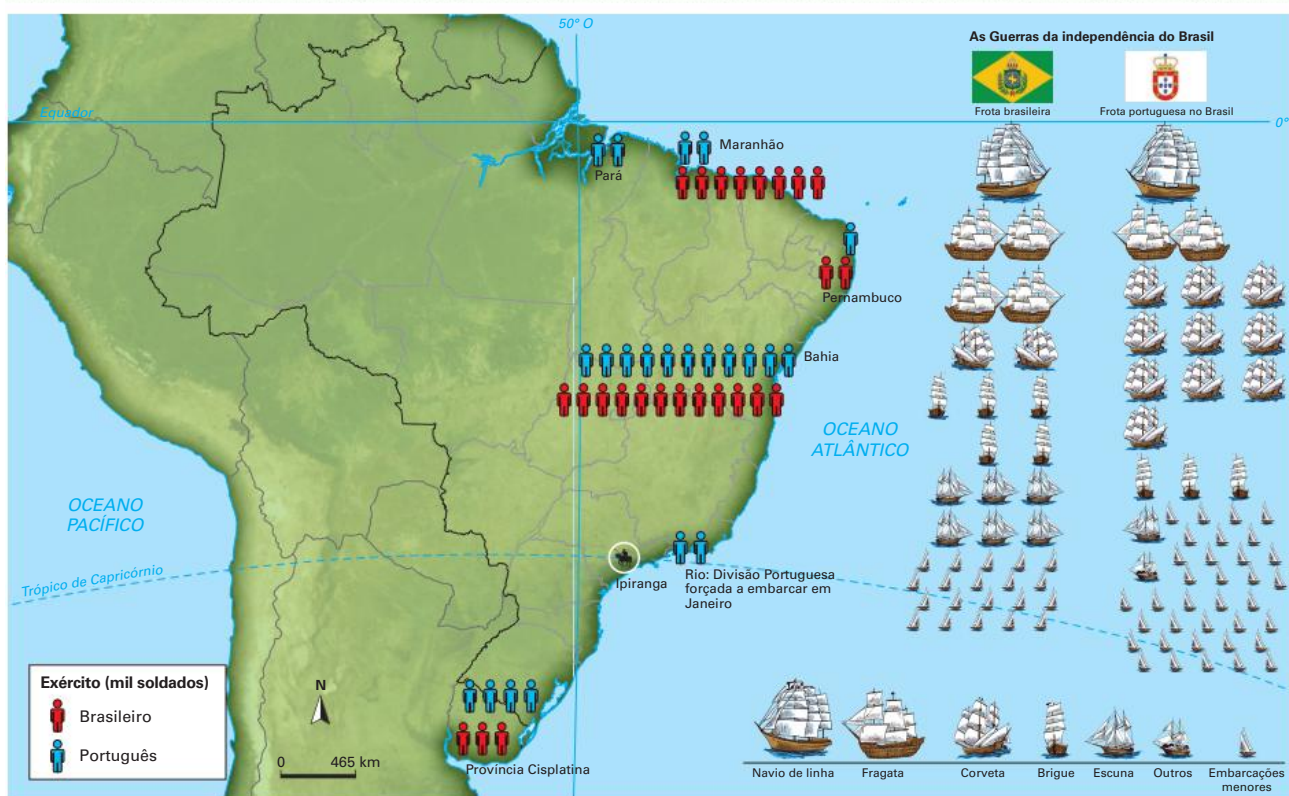 50º O
As Guerras da independência do Brasil
Frota brasileira
Frota portuguesa no Brasil
Equador
0º
Maranhão
Pará
Pernambuco
Bahia
OCEANO
ATLÂNTICO
OCEANO
PACÍFICO
Trópico de Capricórnio
Ipiranga
Rio: Divisão Portuguesa
forçada a embarcar em
Janeiro
Exército (mil soldados)
Brasileiro
Português
N
0 465 km
Província Cisplatina
Navio de linha
Fragata
Corveta
Brigue
Escuna
Outros
Embarcações
menores